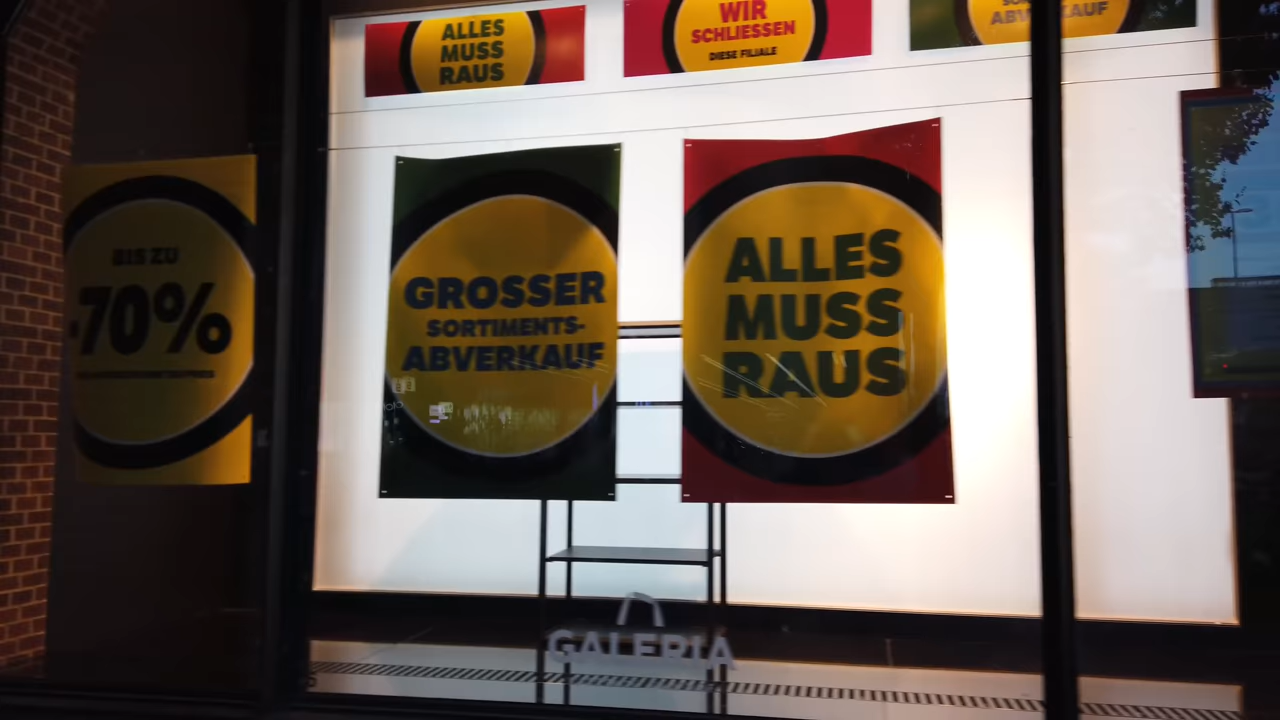 ALLES
MUSS
RAUS
WIR
SCHLIESSEN
DIESE FILIALE
ABVERKAUF
BIS ZU
-70%
GROSSER
SORTIMENTS-
ABVERKAUF
ALLES
MUSS
RAUS
GALERIA